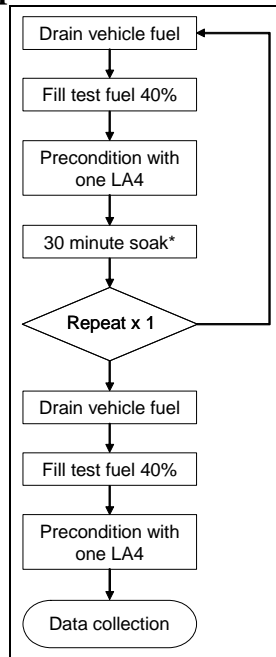 Drain vehicle fuel
Fill test fuel 40%
Precondition with
one LA4
30 minute soak*
Repeat x 1
Drain vehicle fuel
Fill test fuel 40%
Precondition with
one LA4
Data collection